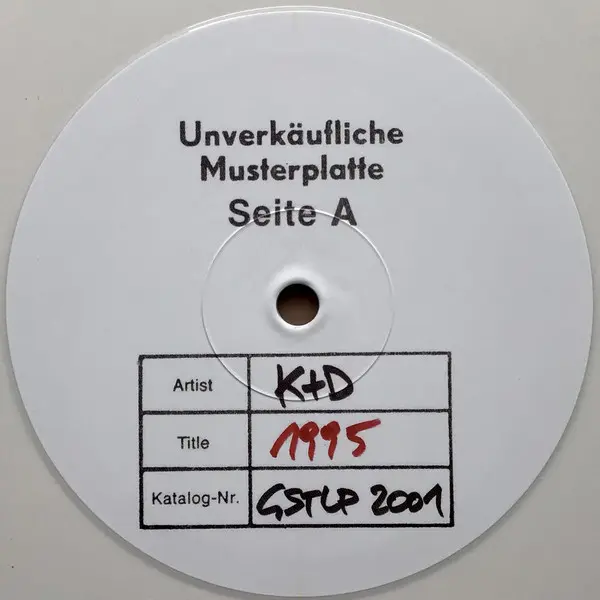 Unverkäufliche
Musterplatte
Seite A
Artist K+D
Title 1995
Katalog-Nr. GSTLP 2001